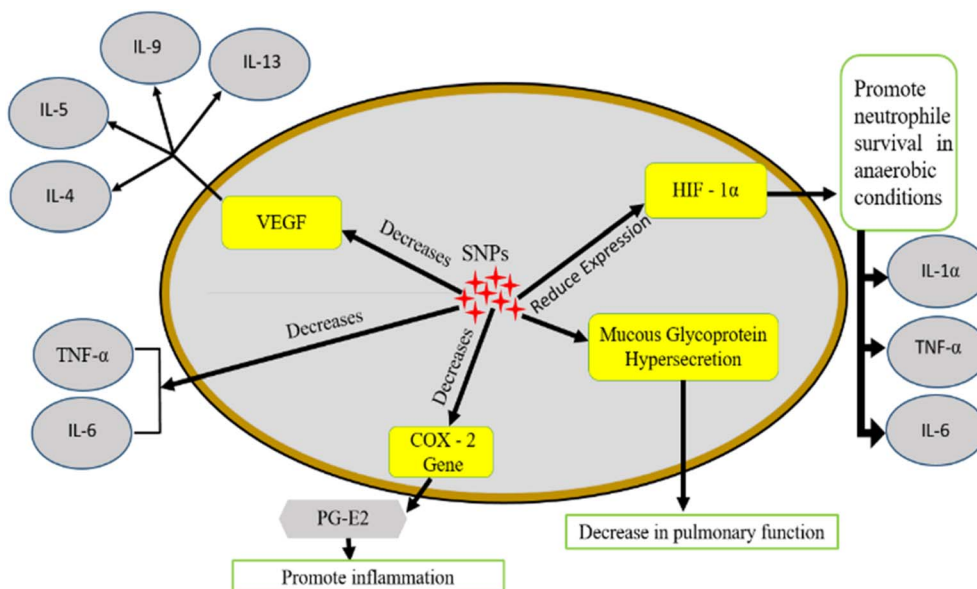 IL-9
IL-13
IL-5
IL-4
VEGF
Decreases
SNPs
Reduce Expression
HIF - 1α
Promote
neutrophile
survival in
anaerobic
conditions
IL-1α
TNF-α
IL-6
Decreases
TNF-α
IL-6
Decreases
Mucous Glycoprotein
Hypersecretion
COX - 2
Gene
PG-E2
Promote inflammation
Decrease in pulmonary function